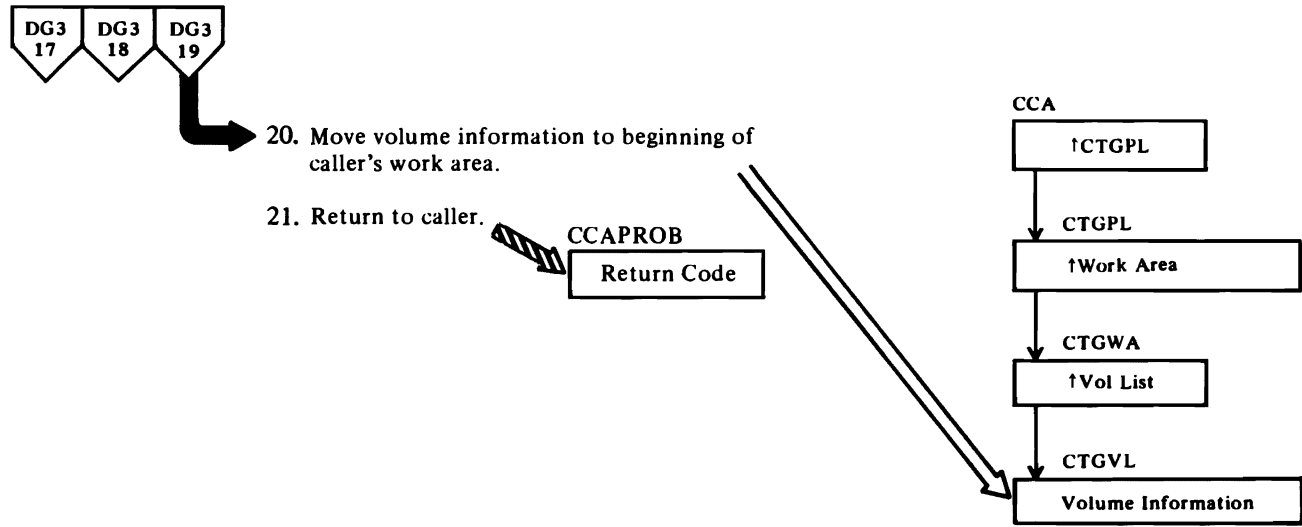 DG3
17
DG3
18
DG3
19
20. Move volume information to beginning of
caller's work area.
21. Return to caller.
CCAPROB
Return Code
CCA
↑CTGPL
CTGPL
↑Work Area
CTGWA
↑Vol List
CTGVL
Volume Information